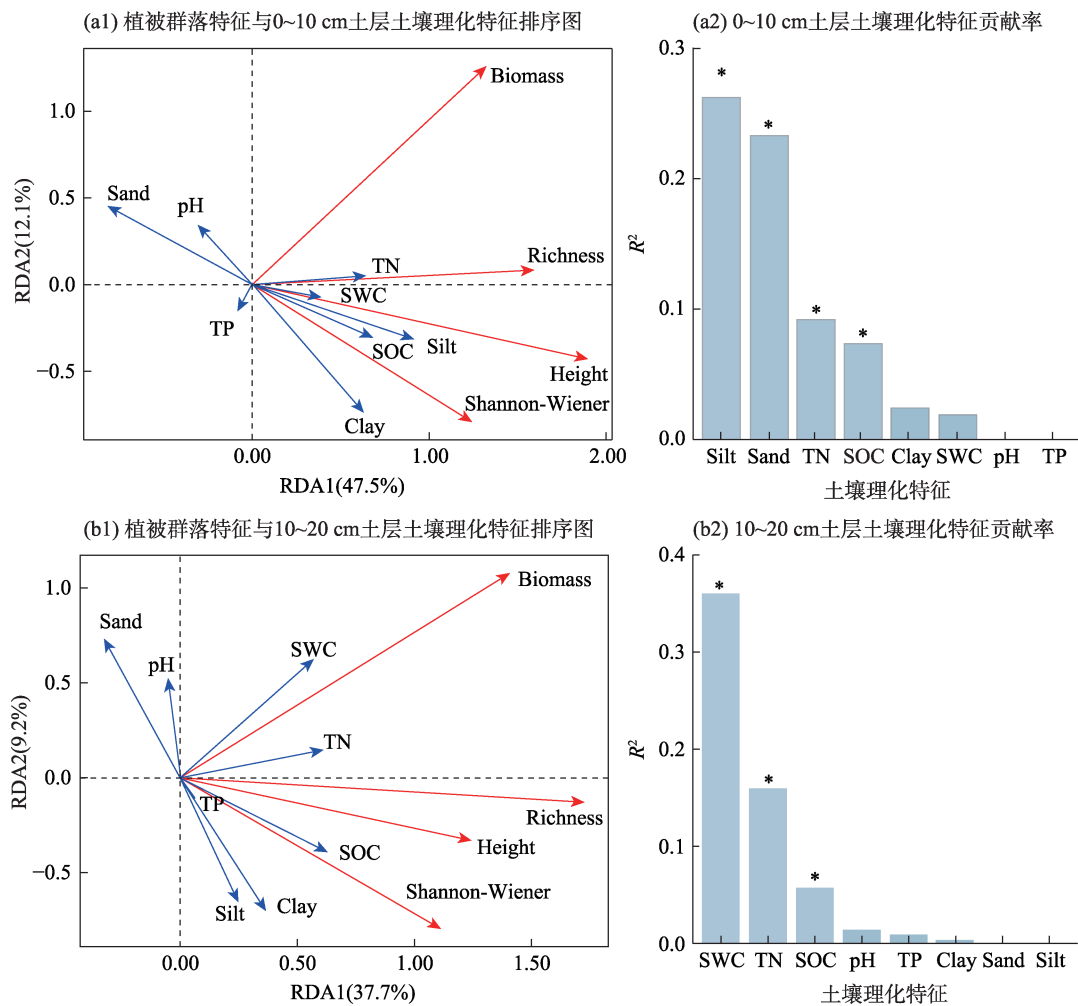 (a1) 植被群落特征与0~10 cm土层土壤理化特征排序图
1.0
0.5
0.0
−0.5
RDA2(12.1%)
Biomass
Sand
pH
Richness
TN
SWC
TP
SOC
Silt
Height
Shannon-Wiener
Clay
0.00
1.00
2.00
RDA1(47.5%)
(a2) 0~10 cm土层土壤理化特征贡献率
0.3
0.2
0.1
0.0
R²
*
*
*
*
Silt Sand TN SOC Clay SWC pH TP
土壤理化特征
(b1) 植被群落特征与10~20 cm土层土壤理化特征排序图
1.0
0.5
0.0
−0.5
RDA2(9.2%)
Biomass
Sand
SWC
pH
TN
TP
Richness
Height
SOC
Shannon-Wiener
Silt
Clay
0.00
0.50
1.00
1.50
RDA1(37.7%)
(b2) 10~20 cm土层土壤理化特征贡献率
0.4
0.3
0.2
0.1
0.0
R²
*
*
*
SWC TN SOC pH TP Clay Sand Silt
土壤理化特征